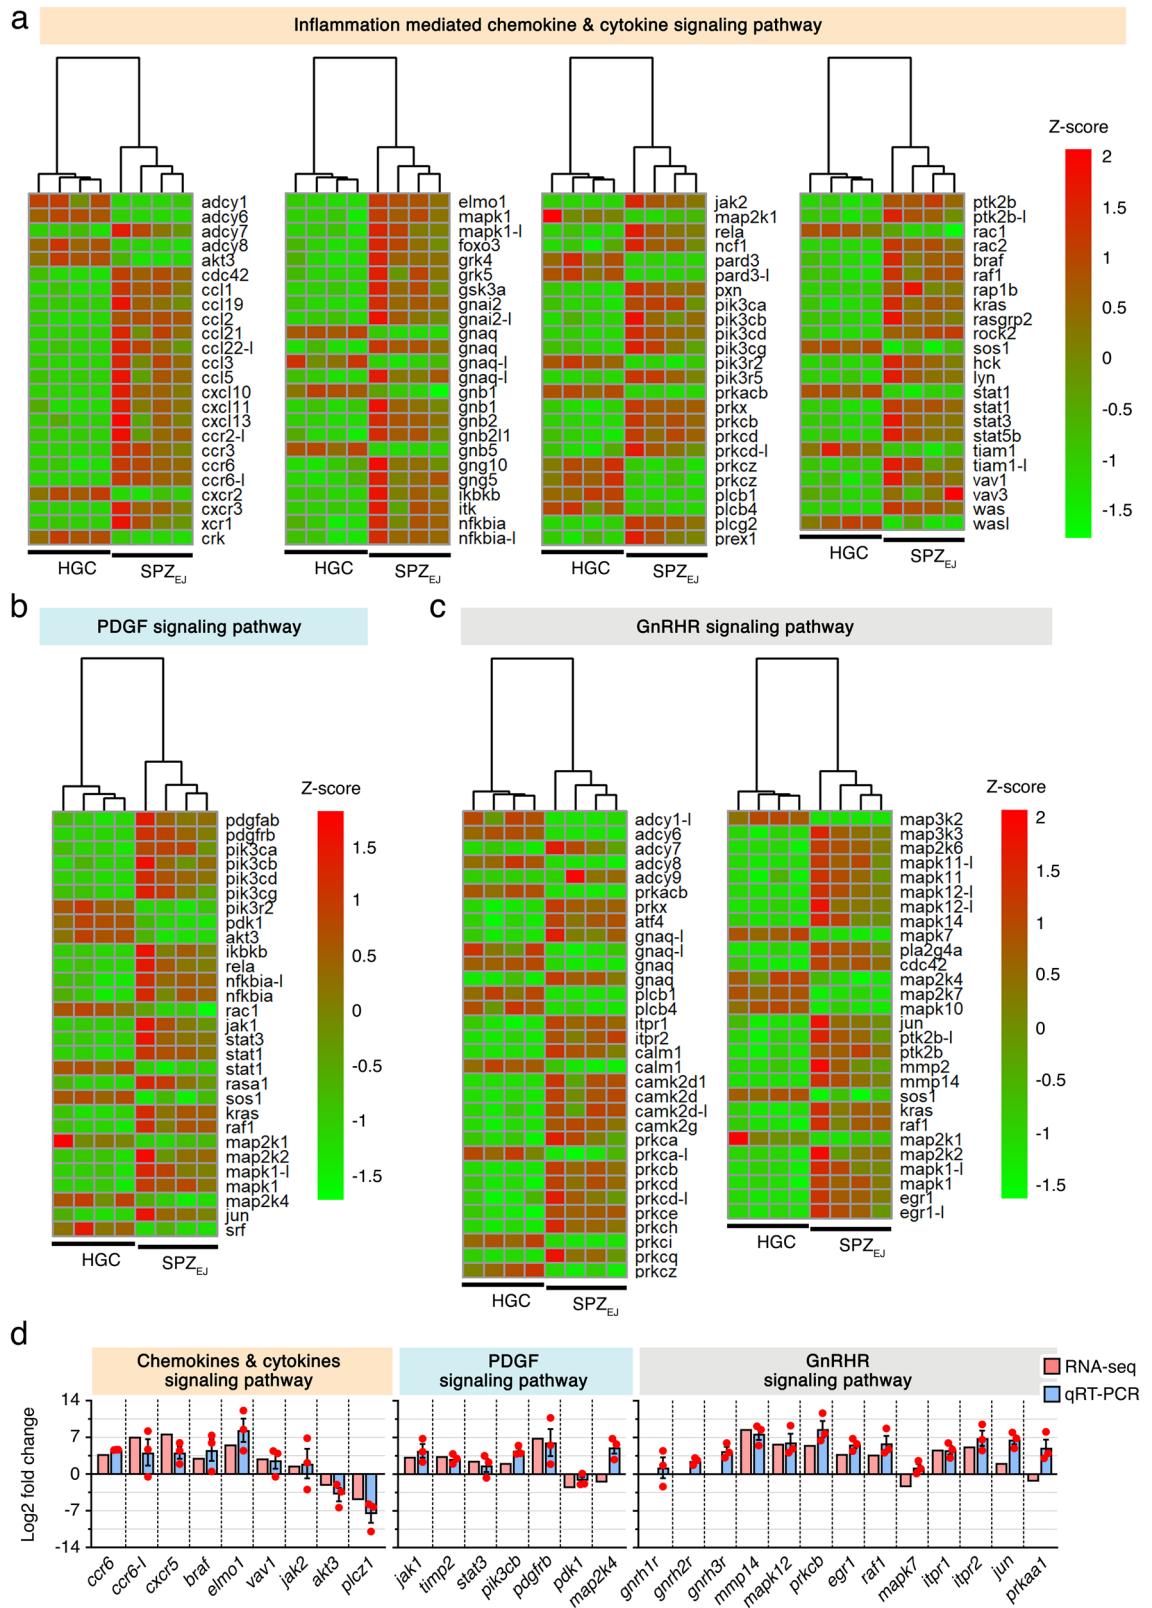 a
Inflammation mediated chemokine & cytokine signaling pathway
adcy1
adcy6
adcy7
adcy8
akt3
cdc42
ccl1
ccl19
ccl2
ccl21
ccl22-l
ccl3
ccl5
cxcl10
cxcl11
cxcl13
ccr2-l
ccr3
ccr6
ccr6-l
cxcr2
cxcr3
xcr1
crk
HGC
SPZEJ
elmo1
mapk1
mapk1-l
foxo3
grk4
grk5
gsk3a
gnai2
gnai2-l
gnaq
gnaq
gnaq-l
gnaq-l
gnb1
gnb1
gnb2
gnb2l1
gnb5
gng10
gng5
ikbkb
itk
nfkbia
nfkbia-l
HGC
SPZEJ
jak2
map2k1
rela
ncf1
pard3
pard3-l
pxn
pik3ca
pik3cb
pik3cd
pik3cg
pik3r2
pik3r5
prkacb
prkx
prkcb
prkcd
prkcd-l
prkcz
prkcz
plcb1
plcb4
plcg2
prex1
HGC
SPZEJ
ptk2b
ptk2b-l
rac1
rac2
braf
raf1
rap1b
kras
rasgrp2
rock2
sos1
hck
lyn
stat1
stat1
stat3
stat5b
tiam1
tiam1-l
vav1
vav3
was
wasl
HGC
SPZEJ
Z-score
2
1.5
1
0.5
0
-0.5
-1
-1.5
b
PDGF signaling pathway
pdgfab
pdgfrb
pik3ca
pik3cb
pik3cd
pik3cg
pik3r2
pdk1
akt3
ikbkb
rela
nfkbia-l
nfkbia
rac1
jak1
stat3
stat1
stat1
rasa1
sos1
kras
raf1
map2k1
map2k2
mapk1-l
mapk1
map2k4
jun
srf
HGC
SPZEJ
Z-score
1.5
1
0.5
0
-0.5
-1
-1.5
c
GnRHR signaling pathway
adcy1-l
adcy6
adcy7
adcy8
adcy9
prkacb
prkx
atf4
gnaq-l
gnaq-l
gnaq
gnaq
plcb1
plcb4
itpr1
itpr2
calm1
calm1
camk2d1
camk2d
camk2d-l
camk2g
prkca
prkca-l
prkcb
prkcd
prkcd-l
prkce
prkch
prkci
prkcq
prkcz
HGC
SPZEJ
map3k2
map3k3
map2k6
mapk11-l
mapk11
mapk12-l
mapk12-l
mapk14
mapk7
pla2g4a
cdc42
map2k4
map2k7
mapk10
jun
ptk2b-l
ptk2b
mmp2
mmp14
sos1
kras
raf1
map2k1
map2k2
mapk1-l
mapk1
egr1
egr1-l
HGC
SPZEJ
Z-score
2
1.5
1
0.5
0
-0.5
-1
-1.5
d
Chemokines & cytokines
signaling pathway
PDGF
signaling pathway
GnRHR
signaling pathway
RNA-seq
qRT-PCR
Log2 fold change
14
7
0
-7
-14
ccr6
ccr6-l
cxcr5
braf
elmo1
vav1
jak2
akt3
plcz1
jak1
timp2
stat3
pik3cb
pdgfrb
pdk1
map2k4
gnrh1r
gnrh2r
gnrh3r
mmp14
mapk12
prkcb
egr1
raf1
mapk7
itpr1
itpr2
jun
prkaa1